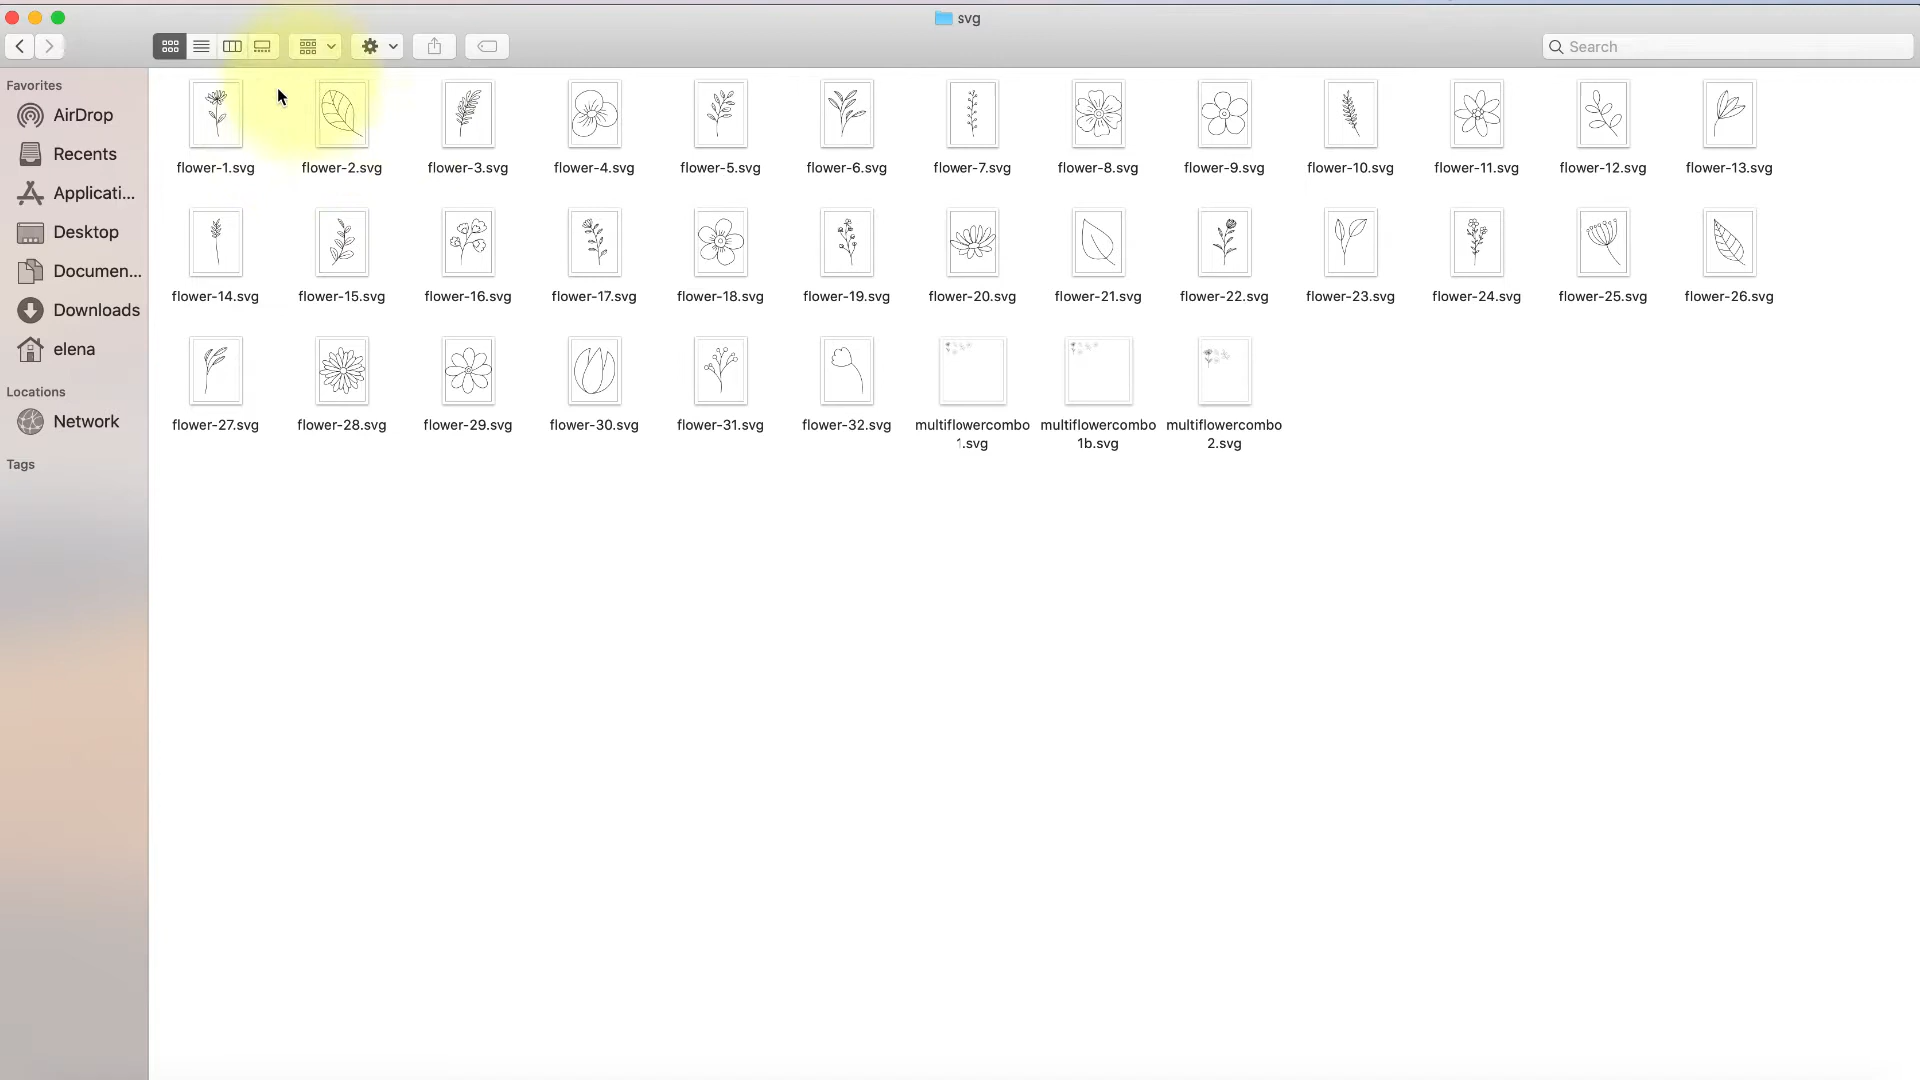 svg
Search
Favorites
AirDrop
Recents
Applicati...
Desktop
Documen...
Downloads
elena
Locations
Network
Tags
flower-1.svg
flower-2.svg
flower-3.svg
flower-4.svg
flower-5.svg
flower-6.svg
flower-7.svg
flower-8.svg
flower-9.svg
flower-10.svg
flower-11.svg
flower-12.svg
flower-13.svg
flower-14.svg
flower-15.svg
flower-16.svg
flower-17.svg
flower-18.svg
flower-19.svg
flower-20.svg
flower-21.svg
flower-22.svg
flower-23.svg
flower-24.svg
flower-25.svg
flower-26.svg
flower-27.svg
flower-28.svg
flower-29.svg
flower-30.svg
flower-31.svg
flower-32.svg
multiflowercombo
1.svg
multiflowercombo
1b.svg
multiflowercombo
2.svg